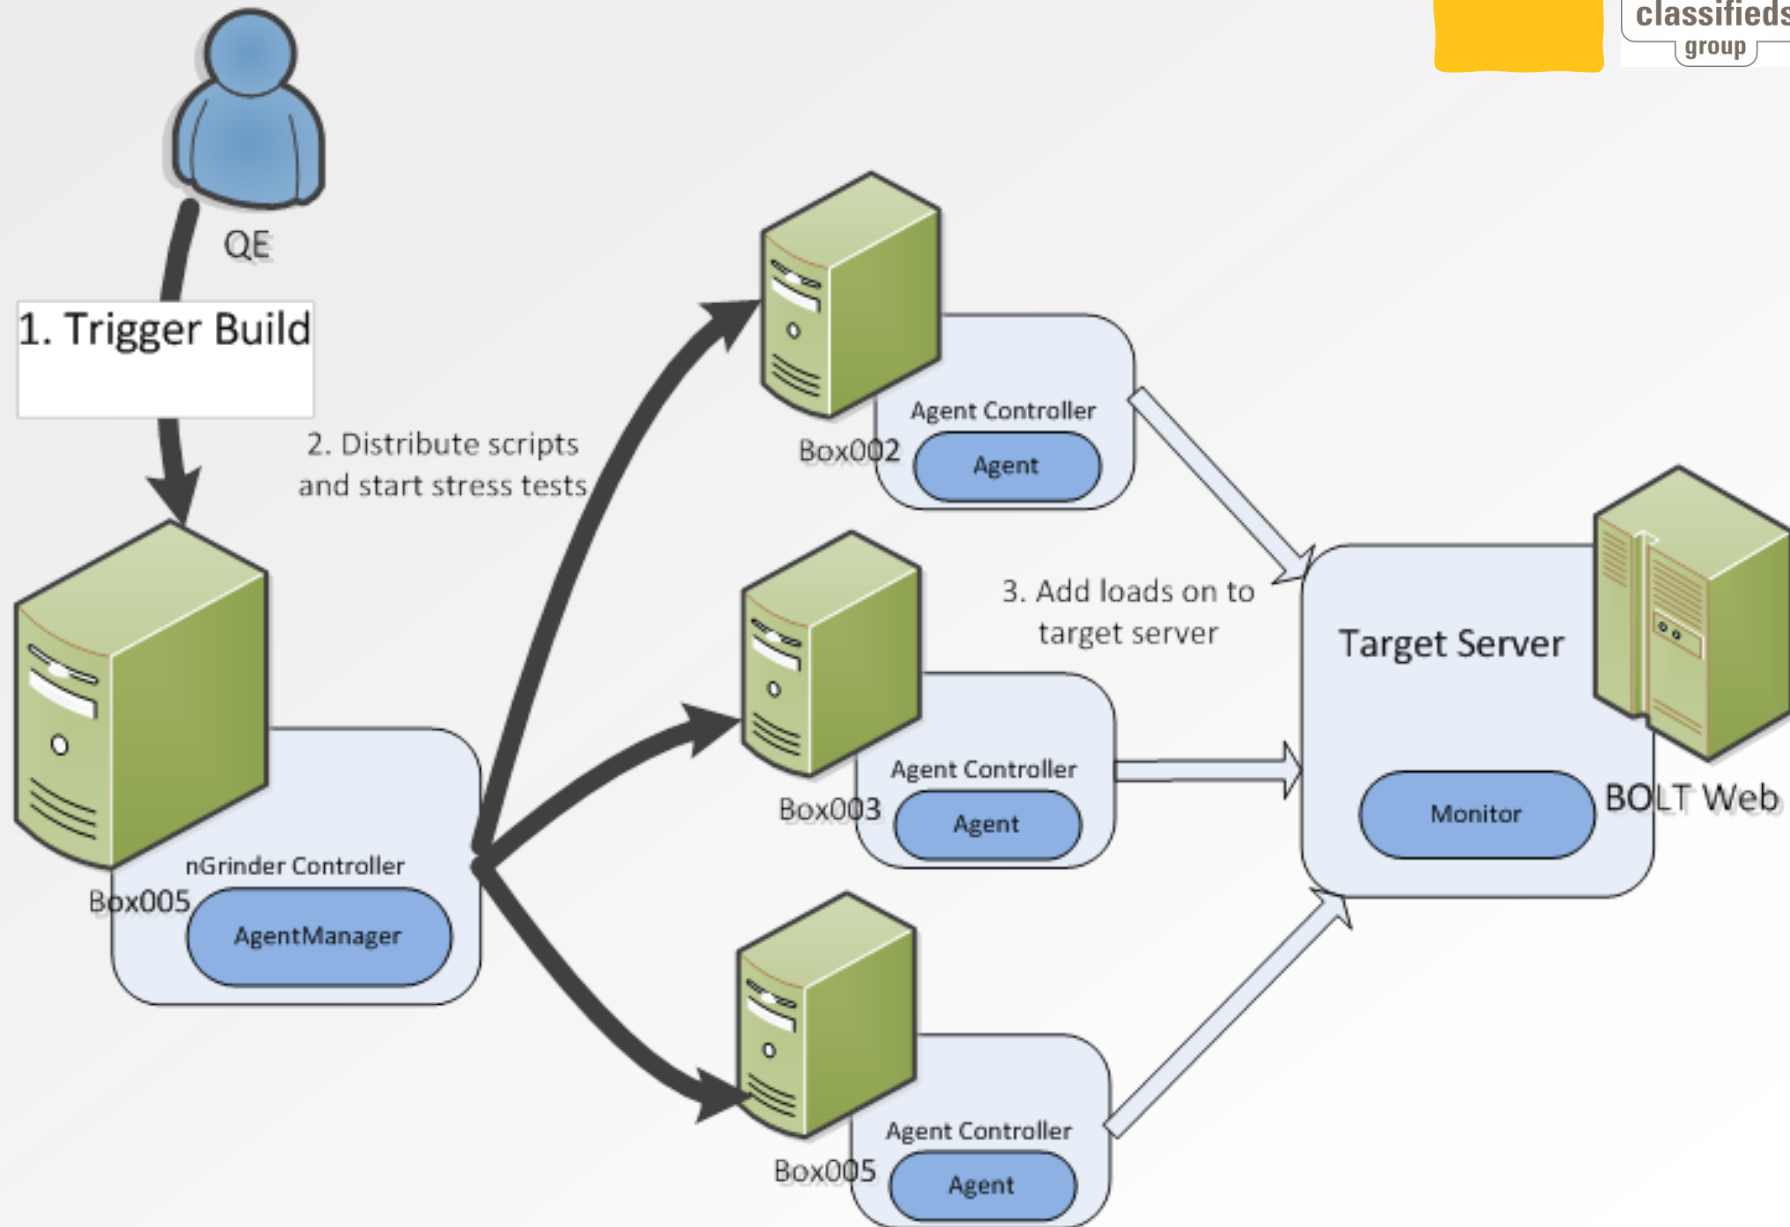 classifieds
group
QE
1. Trigger Build
2. Distribute scripts
and start stress tests
Agent Controller
Box002
Agent
3. Add loads on to
target server
Target Server
Agent Controller
Box003
Agent
Monitor
BOLT Web
nGrinder Controller
Box005
AgentManager
Agent Controller
Box005
Agent